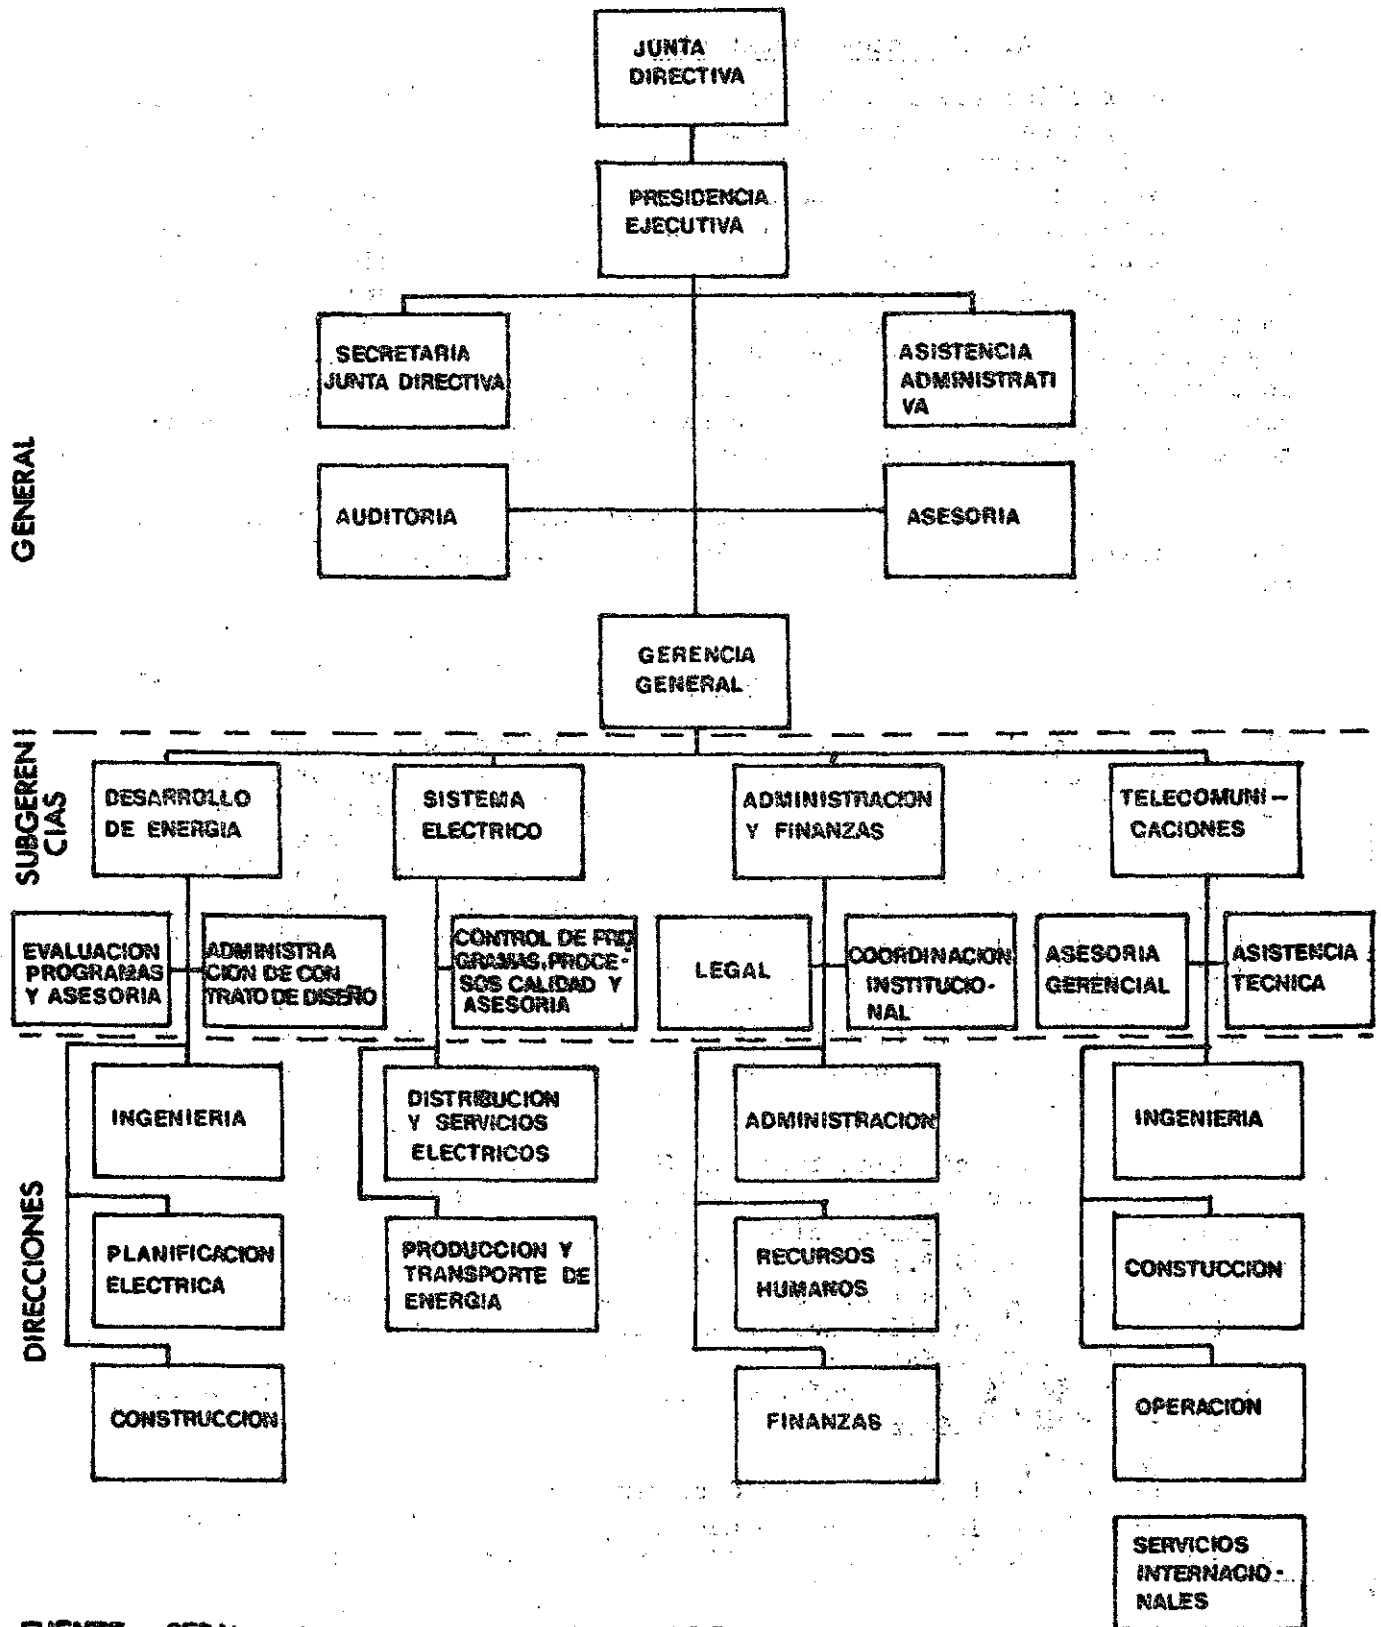 JUNTA
DIRECTIVA
PRESIDENCIA
EJECUTIVA
SECRETARIA
JUNTA DIRECTIVA
ASISTENCIA
ADMINISTRATI
VA
GENERAL
AUDITORIA
ASESORIA
GERENCIA
GENERAL
SUBGERENI
CIAS
DESARROLLO
DE ENERGIA
SISTEMA
ELECTRICO
ADMINISTRACION
Y FINANZAS
TELECOMUNI-
CACIONES
EVALUACION
PROGRAMAS
Y ASESORIA
ADMINISTRA
CION DE CON
TRATO DE DISEÑO
CONTROL DE PRO
GRAMAS, PROCE-
SOS CALIDAD Y
ASESORIA
LEGAL
COORDINACION
INSTITUCIO-
NAL
ASESORIA
GERENCIAL
ASISTENCIA
TECNICA
DIRECCIONES
INGENIERIA
DISTRIBUCION
Y SERVICIOS
ELECTRICOS
ADMINISTRACION
INGENIERIA
PLANIFICACION
ELECTRICA
PRODUCCION Y
TRANSPORTE DE
ENERGIA
RECURSOS
HUMANOS
CONSTUCCION
CONSTRUCCION
FINANZAS
OPERACION
SERVICIOS
INTERNACIO-
NALES